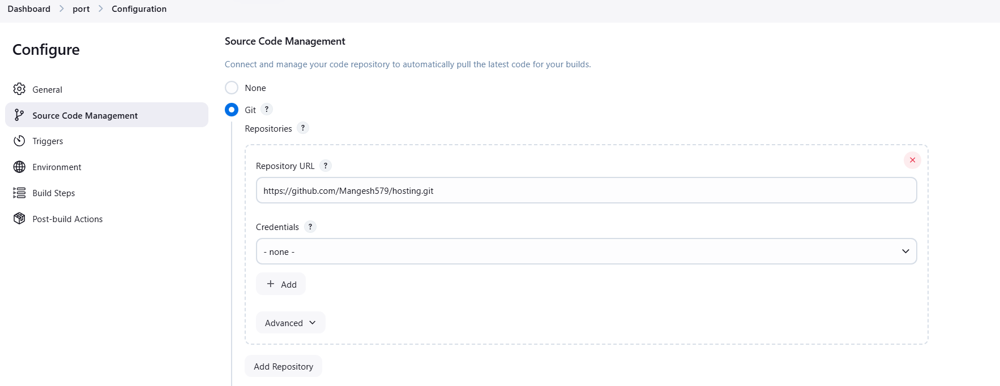 Dashboard > port > Configuration
Configure
General
Source Code Management
Triggers
Environment
Build Steps
Post-build Actions
Source Code Management
Connect and manage your code repository to automatically pull the latest code for your builds.
None
Git ?
Repositories ?
Repository URL ?
https://github.com/Mangesh579/hosting.git
Credentials ?
- none -
+ Add
Advanced
Add Repository